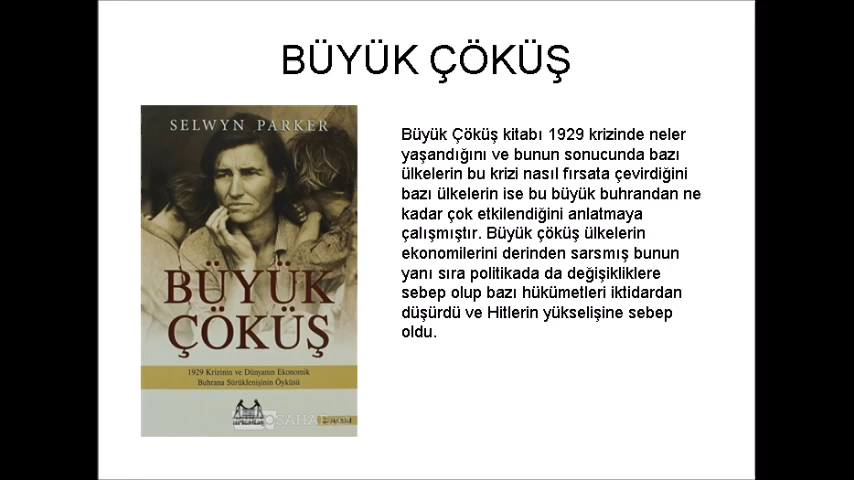 BÜYÜK ÇÖKÜŞ
SELWYN PARKER
BÜYÜK
ÇÖKÜŞ
1929 Krizinin ve Dünyanın Ekonomik
Buhrana Sürüklenişinin Öyküsü
arkadaş
SAHAF
Büyük Çöküş kitabı 1929 krizinde neler
yaşandığını ve bunun sonucunda bazı
ülkelerin bu krizi nasıl fırsata çevirdiğini
bazı ülkelerin ise bu büyük buhrandan ne
kadar çok etkilendiğini anlatmaya
çalışmıştır. Büyük çöküş ülkelerin
ekonomilerini derinden sarsmış bunun
yanı sıra politikada da değişikliklere
sebep olup bazı hükümetleri iktidardan
düşürdü ve Hitlerin yükselişine sebep
oldu.